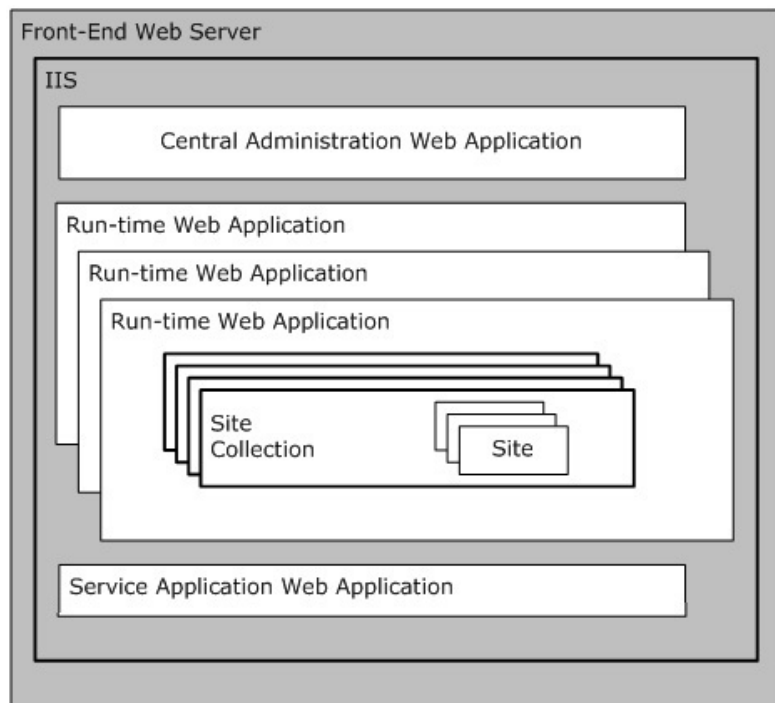 Front-End Web Server
IIS
Central Administration Web Application
Run-time Web Application
Run-time Web Application
Run-time Web Application
Site
Collection
Site
Service Application Web Application